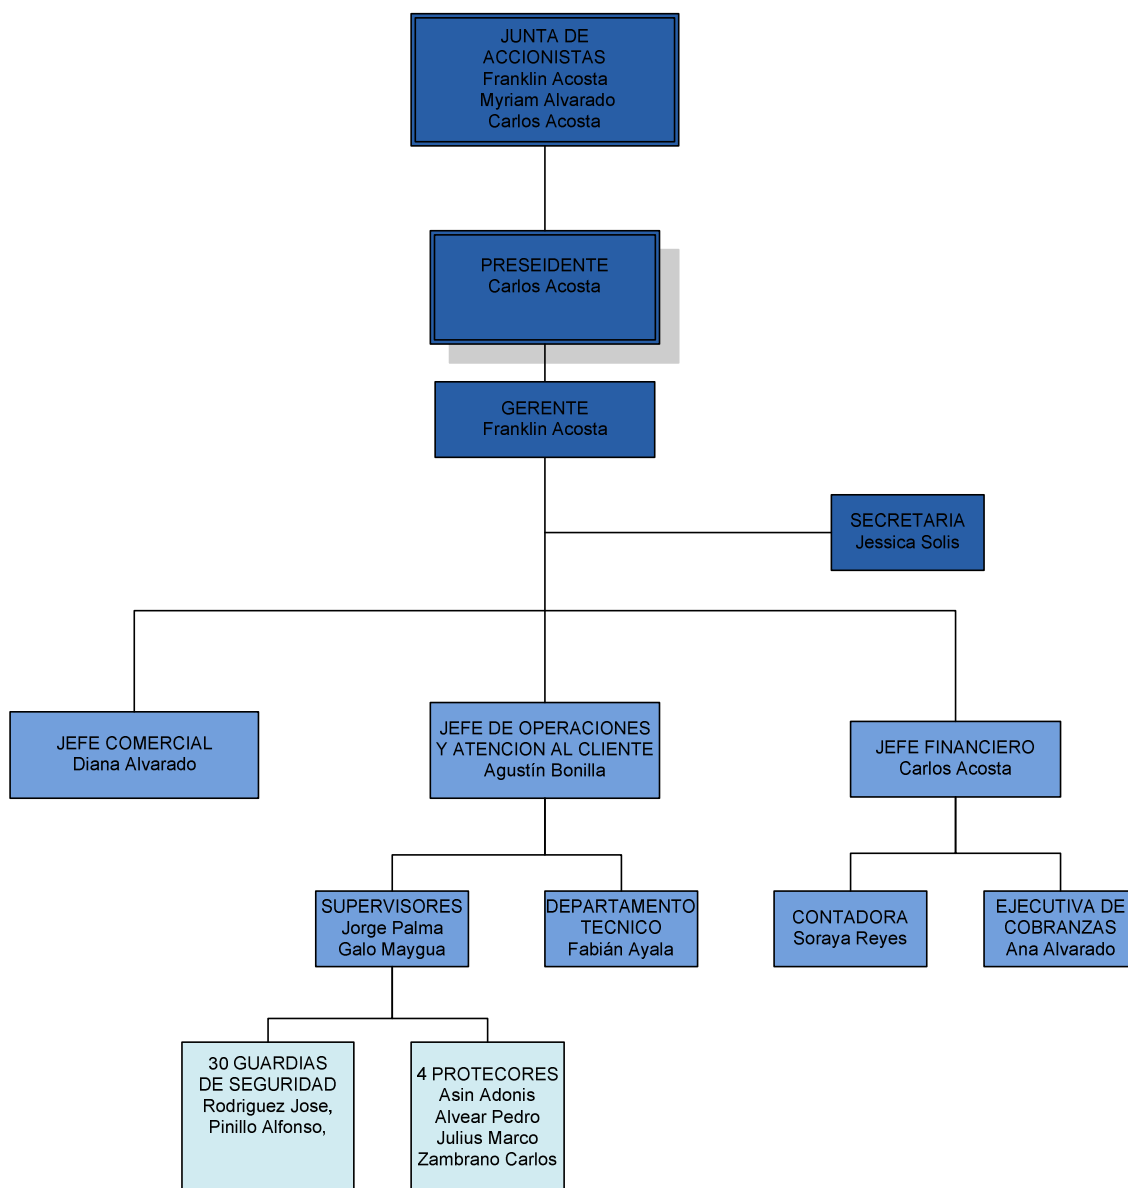 JUNTA DE
ACCIONISTAS
Franklin Acosta
Myriam Alvarado
Carlos Acosta
PRESEIDENTE
Carlos Acosta
GERENTE
Franklin Acosta
SECRETARIA
Jessica Solis
JEFE COMERCIAL
Diana Alvarado
JEFE DE OPERACIONES
Y ATENCION AL CLIENTE
Agustín Bonilla
JEFE FINANCIERO
Carlos Acosta
SUPERVISORES
Jorge Palma
Galo Maygua
DEPARTAMENTO
TECNICO
Fabián Ayala
CONTADORA
Soraya Reyes
EJECUTIVA DE
COBRANZAS
Ana Alvarado
30 GUARDIAS
DE SEGURIDAD
Rodriguez Jose,
Pinillo Alfonso,
4 PROTECORES
Asin Adonis
Alvear Pedro
Julius Marco
Zambrano Carlos